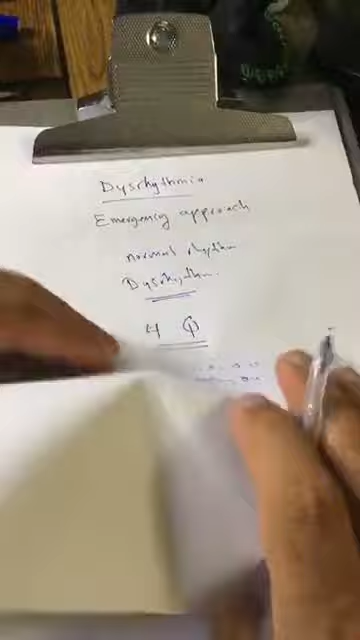 Dysrhythmia
Emergency approach
normal rhythm
Dysrhythm.
4 Q